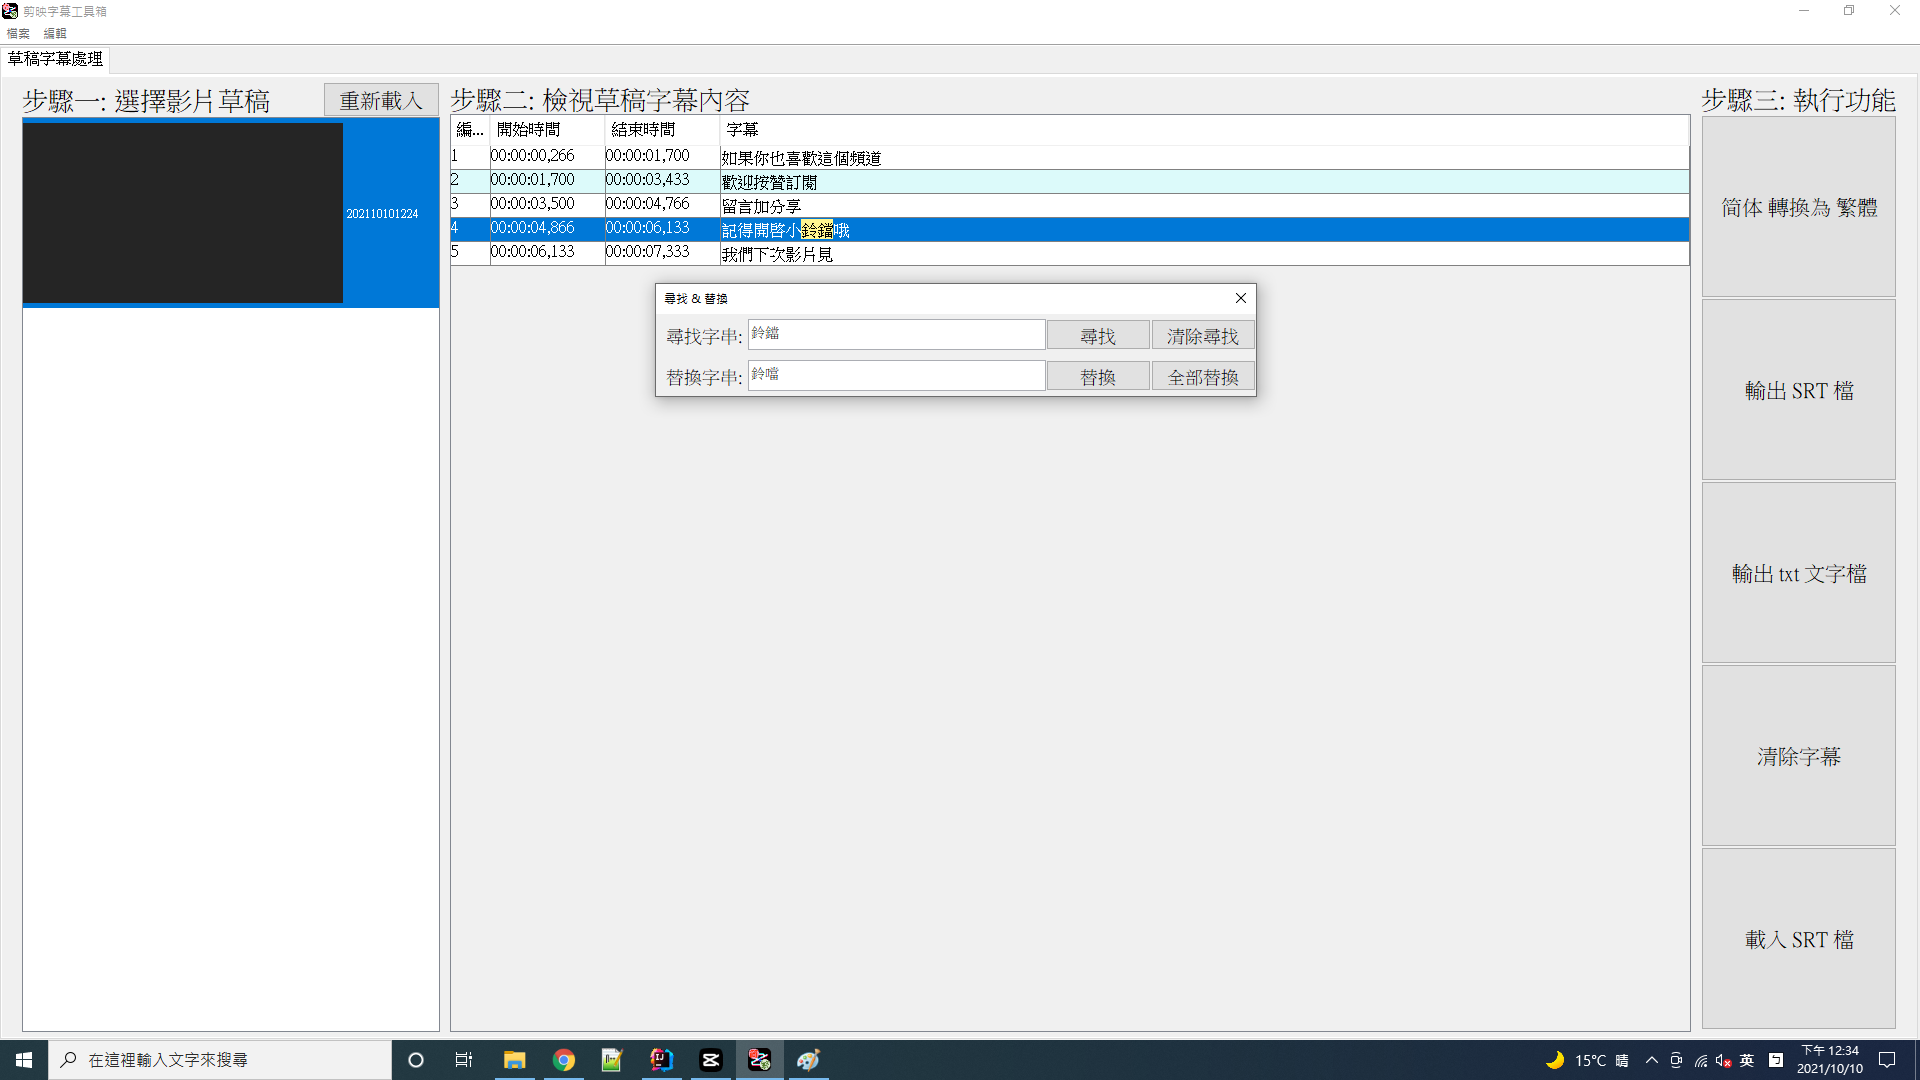 剪映字幕工具箱
檔案 編輯
草稿字幕處理
步驟一: 選擇影片草稿
重新載入
202110101224
步驟二: 檢視草稿字幕內容
編... 開始時間 結束時間 字幕
1 00:00:00,266 00:00:01,700 如果你也喜歡這個頻道
2 00:00:01,700 00:00:03,433 歡迎按贊訂閱
3 00:00:03,500 00:00:04,766 留言加分享
4 00:00:04,866 00:00:06,133 記得開啓小鈴鐺哦
5 00:00:06,133 00:00:07,333 我們下次影片見
尋找 & 替換
尋找字串: 鈴鐺 尋找 清除尋找
替換字串: 鈴噹 替換 全部替換
步驟三: 執行功能
简体 轉換為 繁體
輸出 SRT 檔
輸出 txt 文字檔
清除字幕
載入 SRT 檔
在這裡輸入文字來搜尋
15°C 晴
英
下午 12:34
2021/10/10